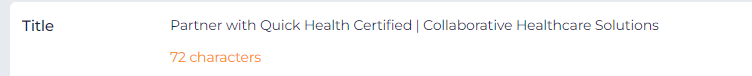 Title
Partner with Quick Health Certified | Collaborative Healthcare Solutions
72 characters